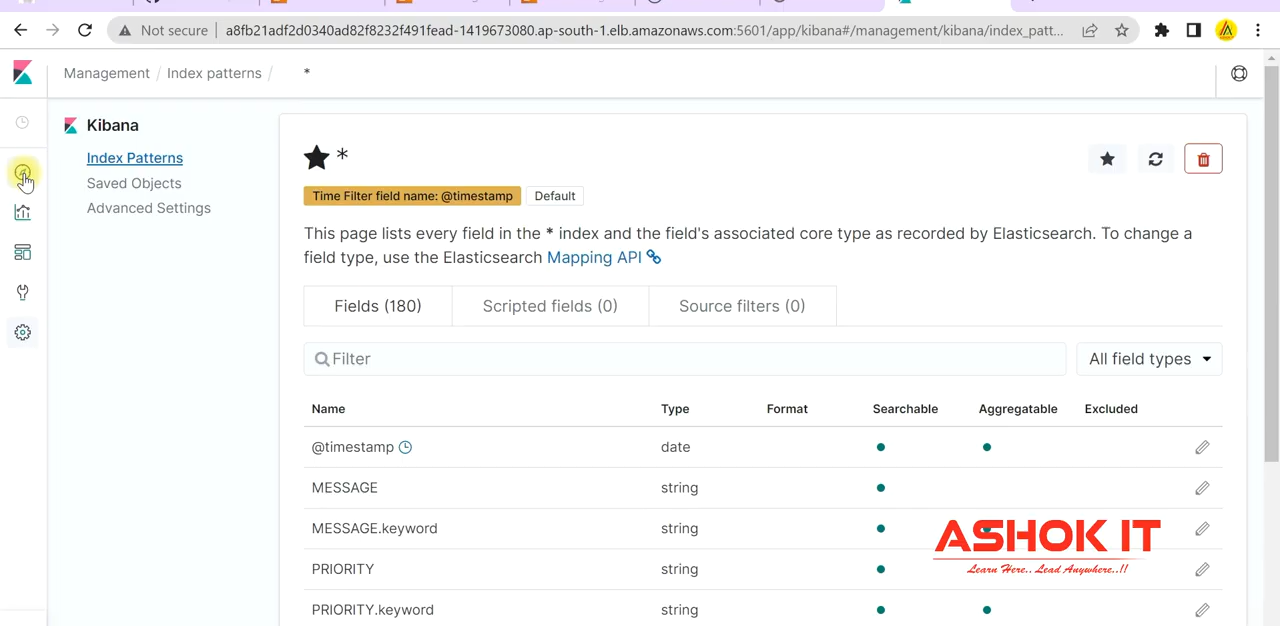 Not secure
a8fb21adf2d0340ad82f8232f491fead-1419673080.ap-south-1.elb.amazonaws.com:5601/app/kibana#/management/kibana/index_patt...
Management / Index patterns / *
Kibana
Index Patterns
Saved Objects
Advanced Settings
*
Time Filter field name: @timestamp
Default
This page lists every field in the * index and the field's associated core type as recorded by Elasticsearch. To change a
field type, use the Elasticsearch Mapping API
Fields (180)
Scripted fields (0)
Source filters (0)
Filter
All field types
Name Type Format Searchable Aggregatable Excluded
@timestamp date
MESSAGE string
MESSAGE.keyword string
PRIORITY string
PRIORITY.keyword string
ASHOK IT
Learn Here.. Lead Anywhere..!!